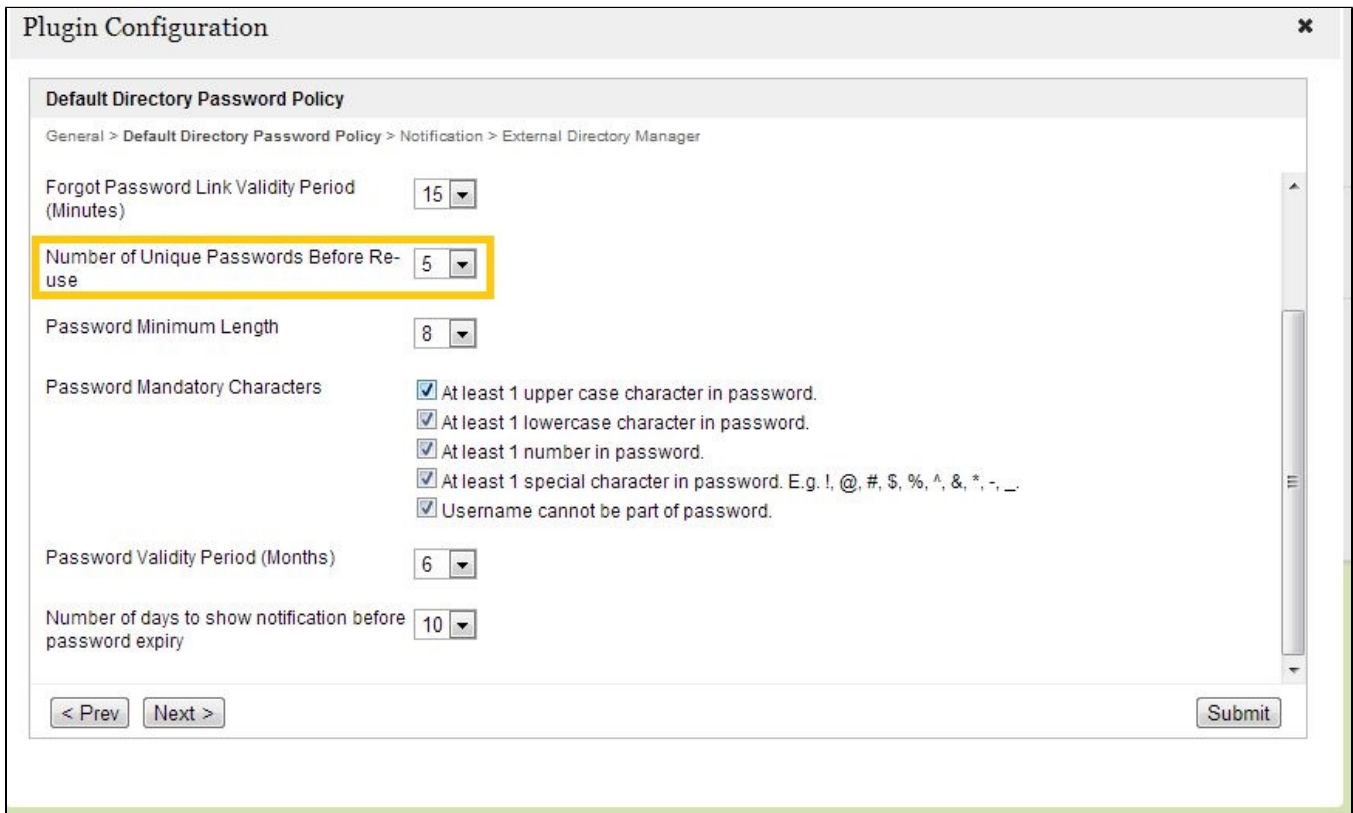 Plugin Configuration
Default Directory Password Policy
General > Default Directory Password Policy > Notification > External Directory Manager
Forgot Password Link Validity Period
(Minutes)
15
Number of Unique Passwords Before Re-
use
5
Password Minimum Length
8
Password Mandatory Characters
At least 1 upper case character in password.
At least 1 lowercase character in password.
At least 1 number in password.
At least 1 special character in password. E.g. !, @, #, $, %, ^, &, *, -, _.
Username cannot be part of password.
Password Validity Period (Months)
6
Number of days to show notification before
password expiry
10
< Prev
Next >
Submit